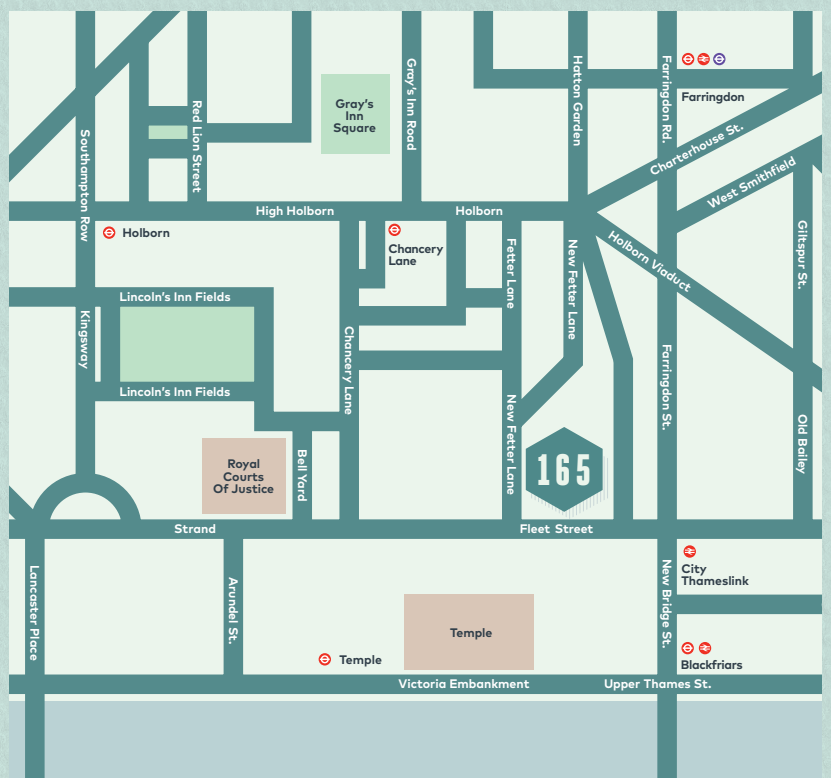 Farringdon
Gray's
Inn
Square
Gray's Inn Road
Hatton Garden
Farringdon Rd.
Red Lion Street
Southampton Row
Charterhouse St.
West Smithfield
High Holborn
Holborn
Holborn
Chancery
Lane
Fetter Lane
New Fetter Lane
Holborn Viaduct
Giltspur St.
Lincoln's Inn Fields
Kingsway
Chancery Lane
Farringdon St.
Lincoln's Inn Fields
New Fetter Lane
Old Bailey
Royal
Courts
Of Justice
Bell Yard
165
Strand
Fleet Street
Lancaster Place
Arundel St.
New Bridge St.
City
Thameslink
Temple
Temple
Blackfriars
Victoria Embankment
Upper Thames St.